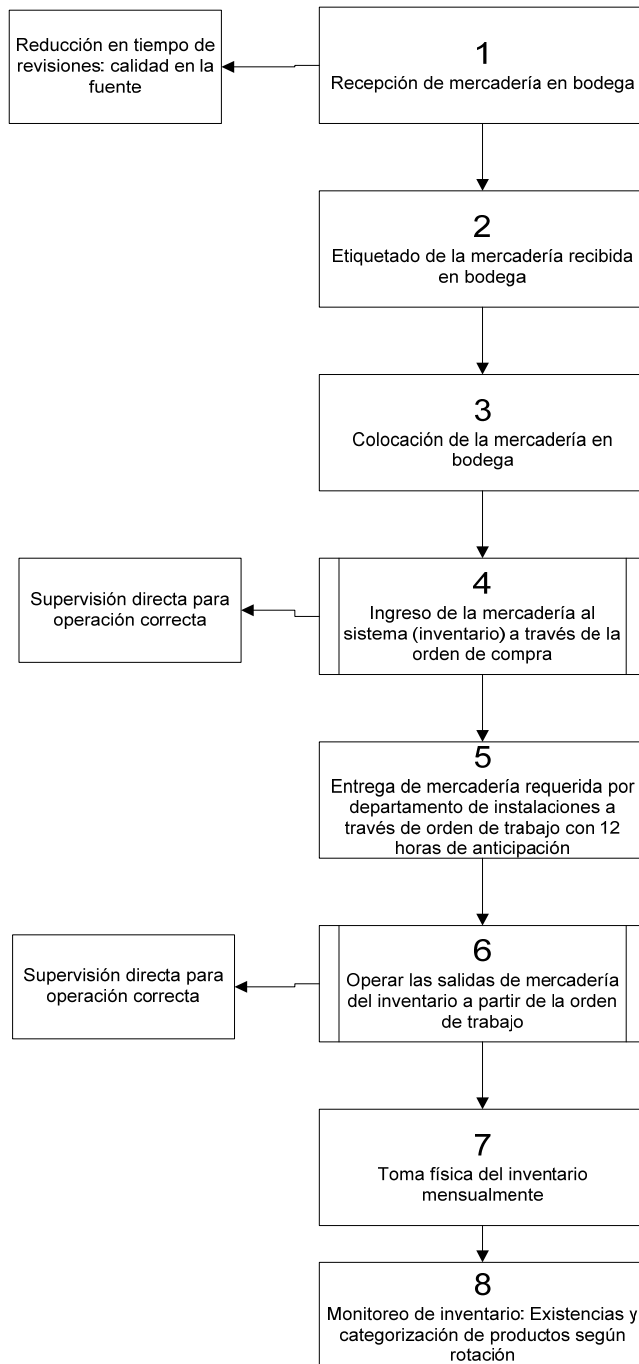 Reducción en tiempo de
revisiones: calidad en la
fuente
1
Recepción de mercadería en bodega
2
Etiquetado de la mercadería recibida
en bodega
3
Colocación de la mercadería en
bodega
Supervisión directa para
operación correcta
4
Ingreso de la mercadería al
sistema (inventario) a través de la
orden de compra
5
Entrega de mercadería requerida por
departamento de instalaciones a
través de orden de trabajo con 12
horas de anticipación
Supervisión directa para
operación correcta
6
Operar las salidas de mercadería
del inventario a partir de la orden
de trabajo
7
Toma física del inventario
mensualmente
8
Monitoreo de inventario: Existencias y
categorización de productos según
rotación